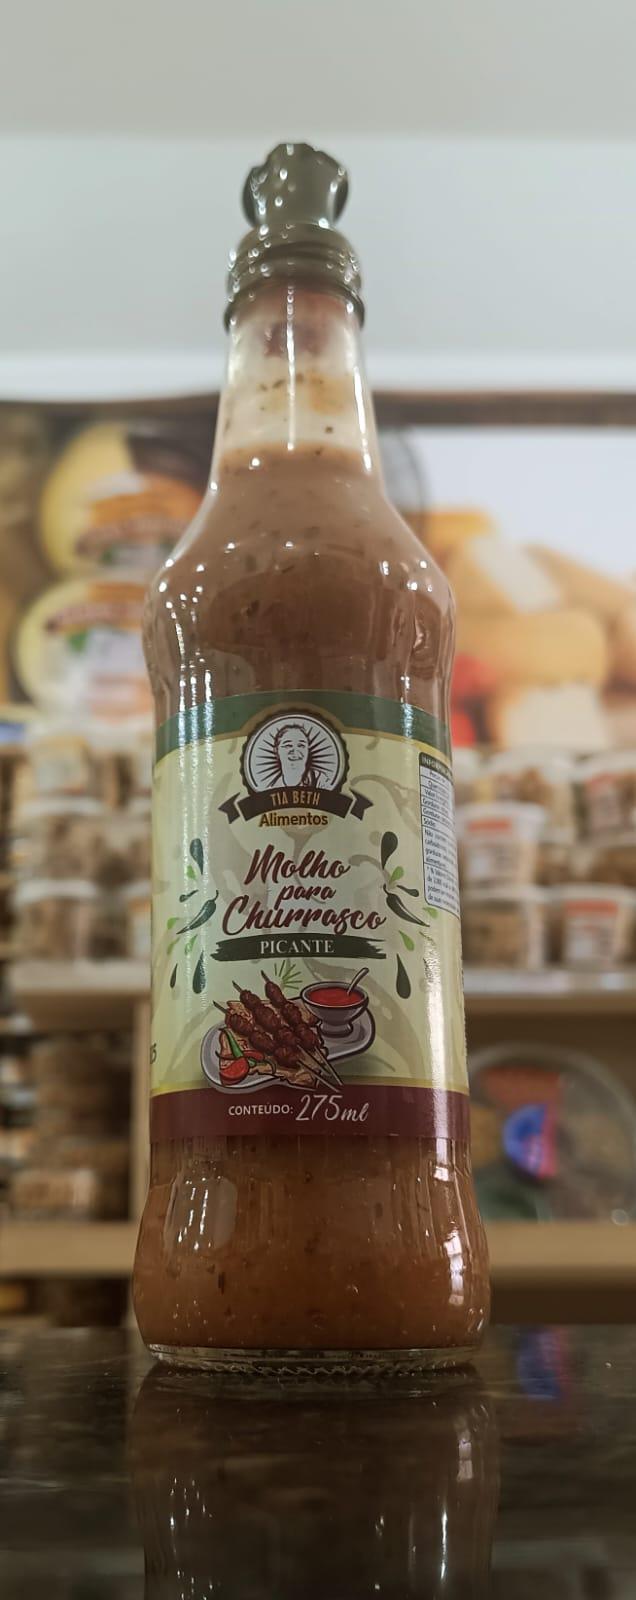 TIA BETH
Alimentos
Molho
para
Churrasco
PICANTE
CONTEÚDO: 275ml